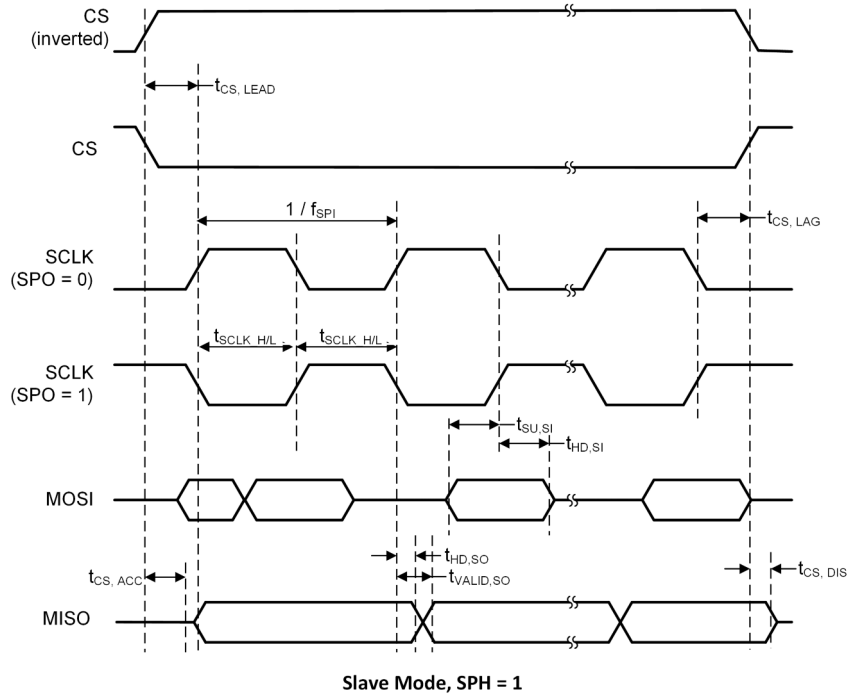 CS
(inverted)
tCS, LEAD
CS
1 / fSPI
tCS, LAG
SCLK
(SPO = 0)
tSCLK_H/L tSCLK_H/L
SCLK
(SPO = 1)
tSU,SI
tHD,SI
MOSI
tHD,SO
tCS, ACC
tVALID,SO
tCS, DIS
MISO
Slave Mode, SPH = 1